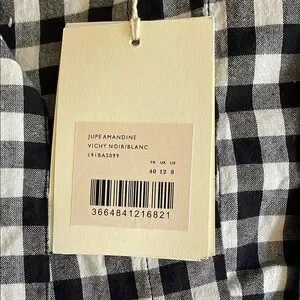 JUPE AMANDINE
VICHY NOIR/BLANC
191BAS099
FR UK US
40 12 8
3664841216821